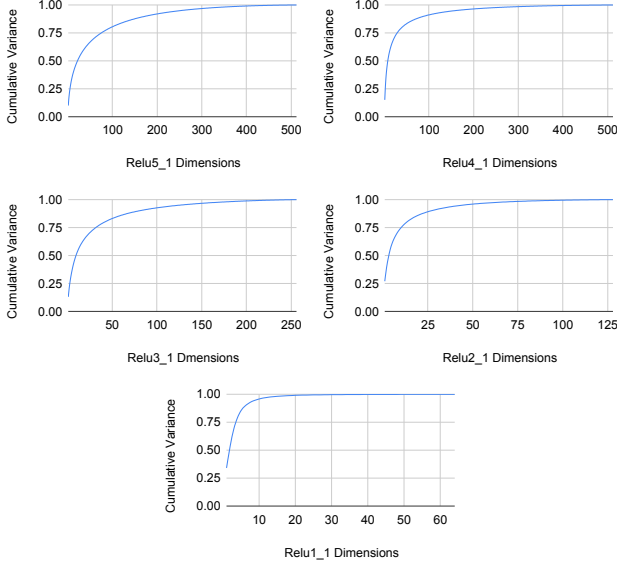 Cumulative Variance
1.00
0.75
0.50
0.25
0.00
100 200 300 400 500
Relu5_1 Dimensions
Cumulative Variance
1.00
0.75
0.50
0.25
0.00
100 200 300 400 500
Relu4_1 Dimensions
Cumulative Variance
1.00
0.75
0.50
0.25
0.00
50 100 150 200 250
Relu3_1 Dmensions
Cumulative Variance
1.00
0.75
0.50
0.25
0.00
25 50 75 100 125
Relu2_1 Dimensions
Cumulative Variance
1.00
0.75
0.50
0.25
0.00
10 20 30 40 50 60
Relu1_1 Dimensions